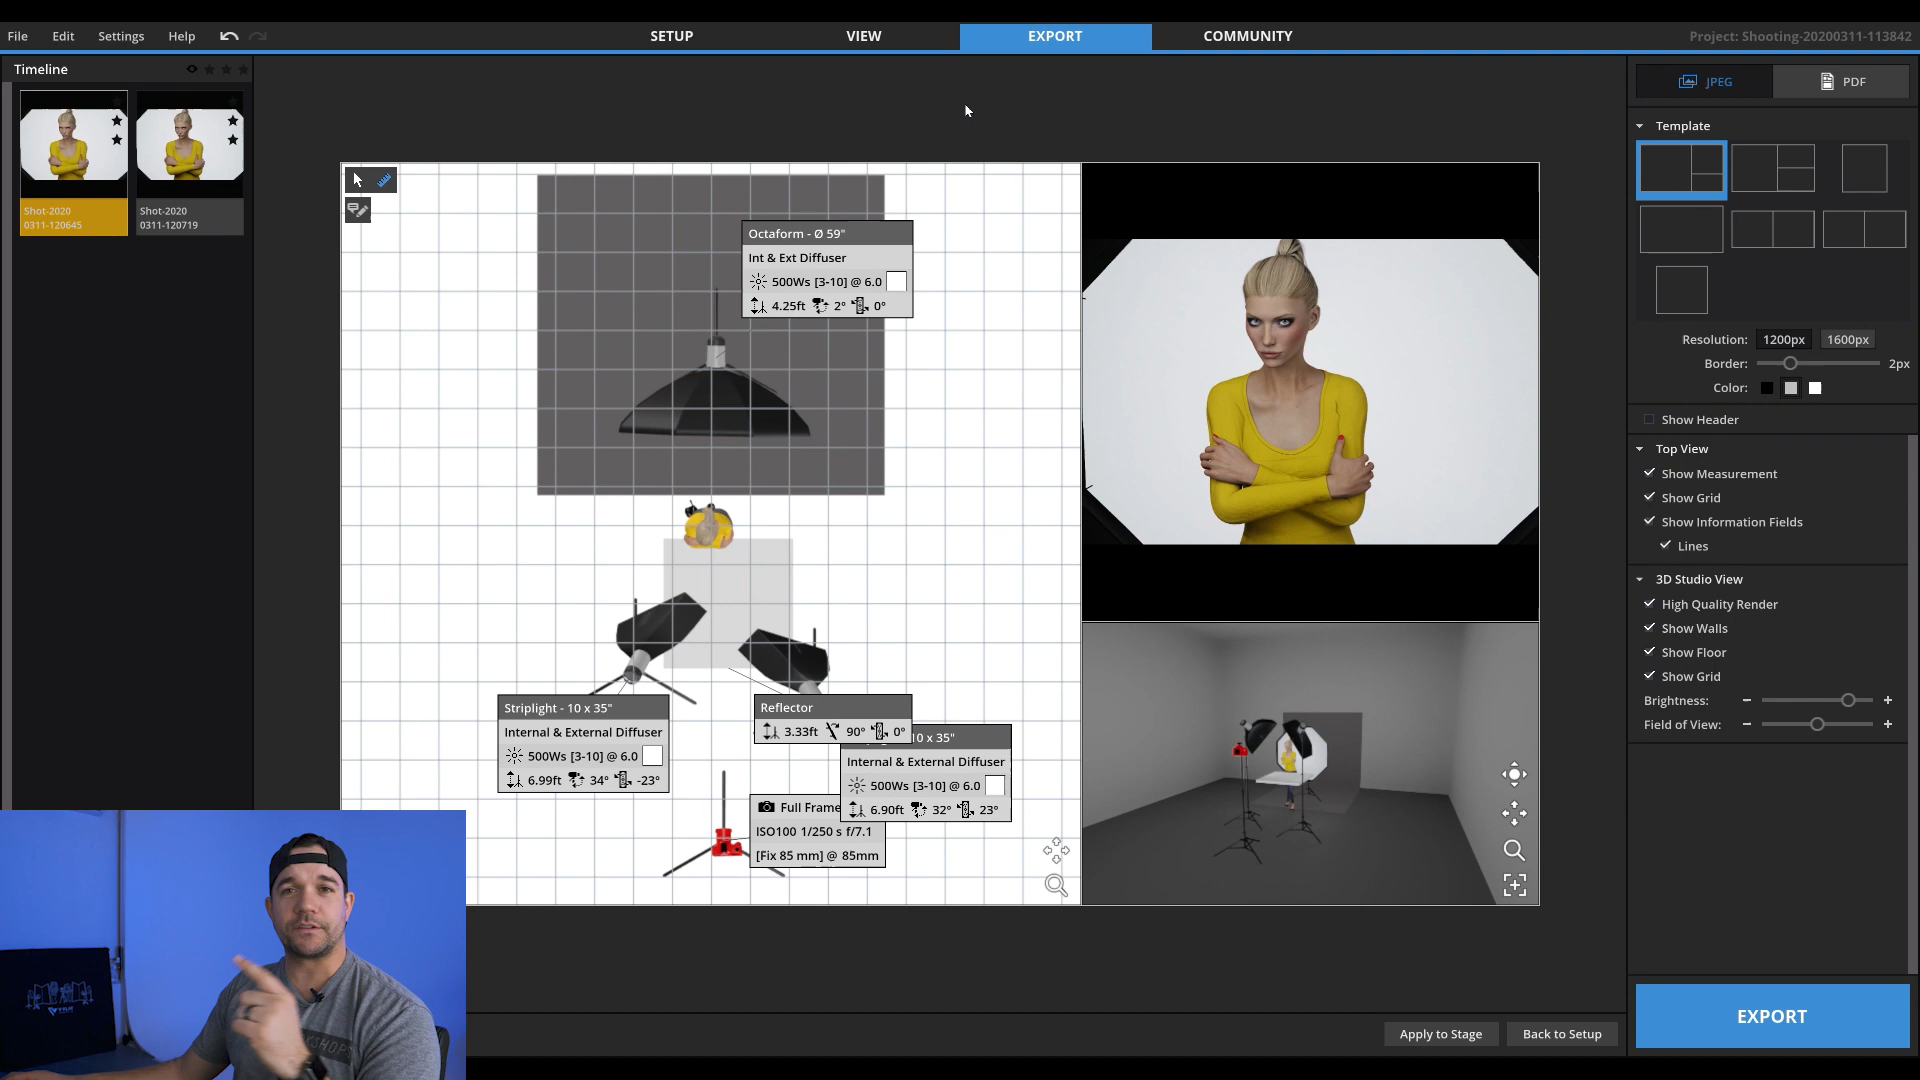 File Edit Settings Help
SETUP
VIEW
EXPORT
COMMUNITY
Project: Shooting-20200311-113842
Timeline
Shot-2020
0311-120645
Shot-2020
0311-120719
Octaform - Ø 59"
Int & Ext Diffuser
500Ws [3-10] @ 6.0
4.25ft 2° 0°
Striplight - 10 x 35"
Internal & External Diffuser
500Ws [3-10] @ 6.0
6.99ft 34° -23°
Reflector
3.33ft 90° 0°
10 x 35"
Internal & External Diffuser
500Ws [3-10] @ 6.0
6.90ft 32° 23°
Full Frame
ISO100 1/250 s f/7.1
[Fix 85 mm] @ 85mm
JPEG
PDF
Template
Resolution: 1200px 1600px
Border: 2px
Color:
Show Header
Top View
Show Measurement
Show Grid
Show Information Fields
Lines
3D Studio View
High Quality Render
Show Walls
Show Floor
Show Grid
Brightness: - +
Field of View: - +
Apply to Stage
Back to Setup
EXPORT